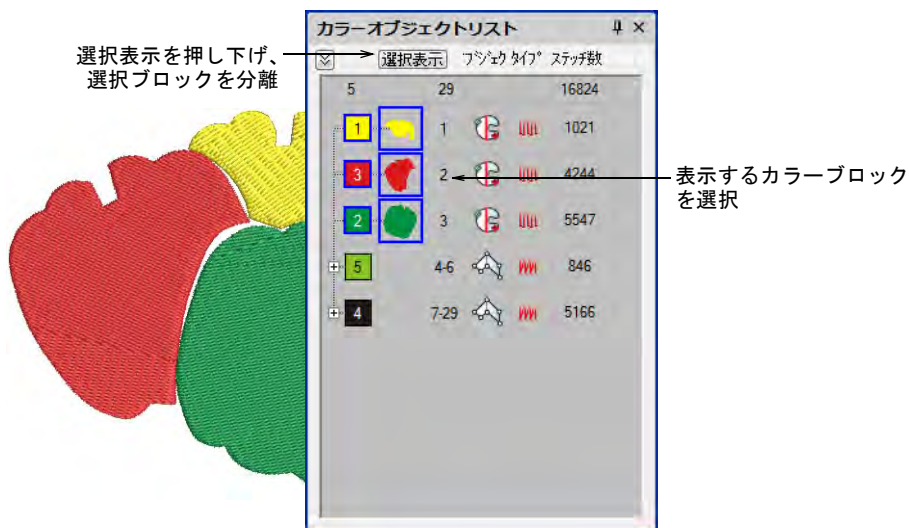 カラーオブジェクトリスト
選択表示を押し下げ、
選択ブロックを分離
選択表示 ﾌﾞｼﾞｪｸ ﾀｲﾌﾟ ｽﾃｯﾁ数
5 29 16824
1 1 1021
3 2 4244
表示するカラーブロック
を選択
2 3 5547
5 4-6 846
4 7-29 5166